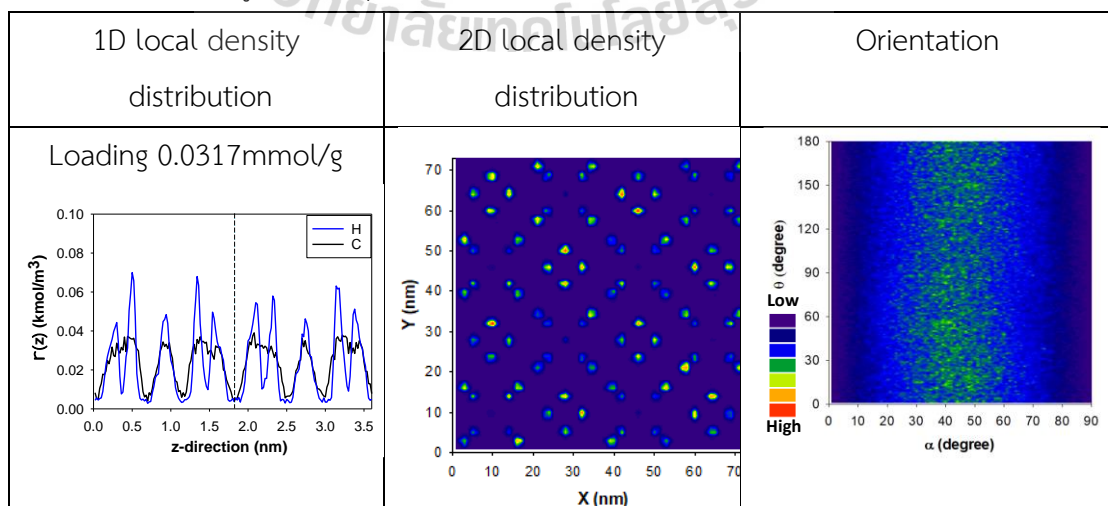 1D local density
distribution
2D local density
distribution
Orientation
Loading 0.0317mmol/g
0.10
0.08
0.06
0.04
0.02
0.00
r(z) (kmol/m³)
H
C
0.0 0.5 1.0 1.5 2.0 2.5 3.0 3.5
z-direction (nm)
70
60
50
40
30
20
10
0
Y (nm)
0 10 20 30 40 50 60 70
X (nm)
180
150
120
90
60
30
0
θ (degree)
Low
High
0 10 20 30 40 50 60 70 80 90
α (degree)